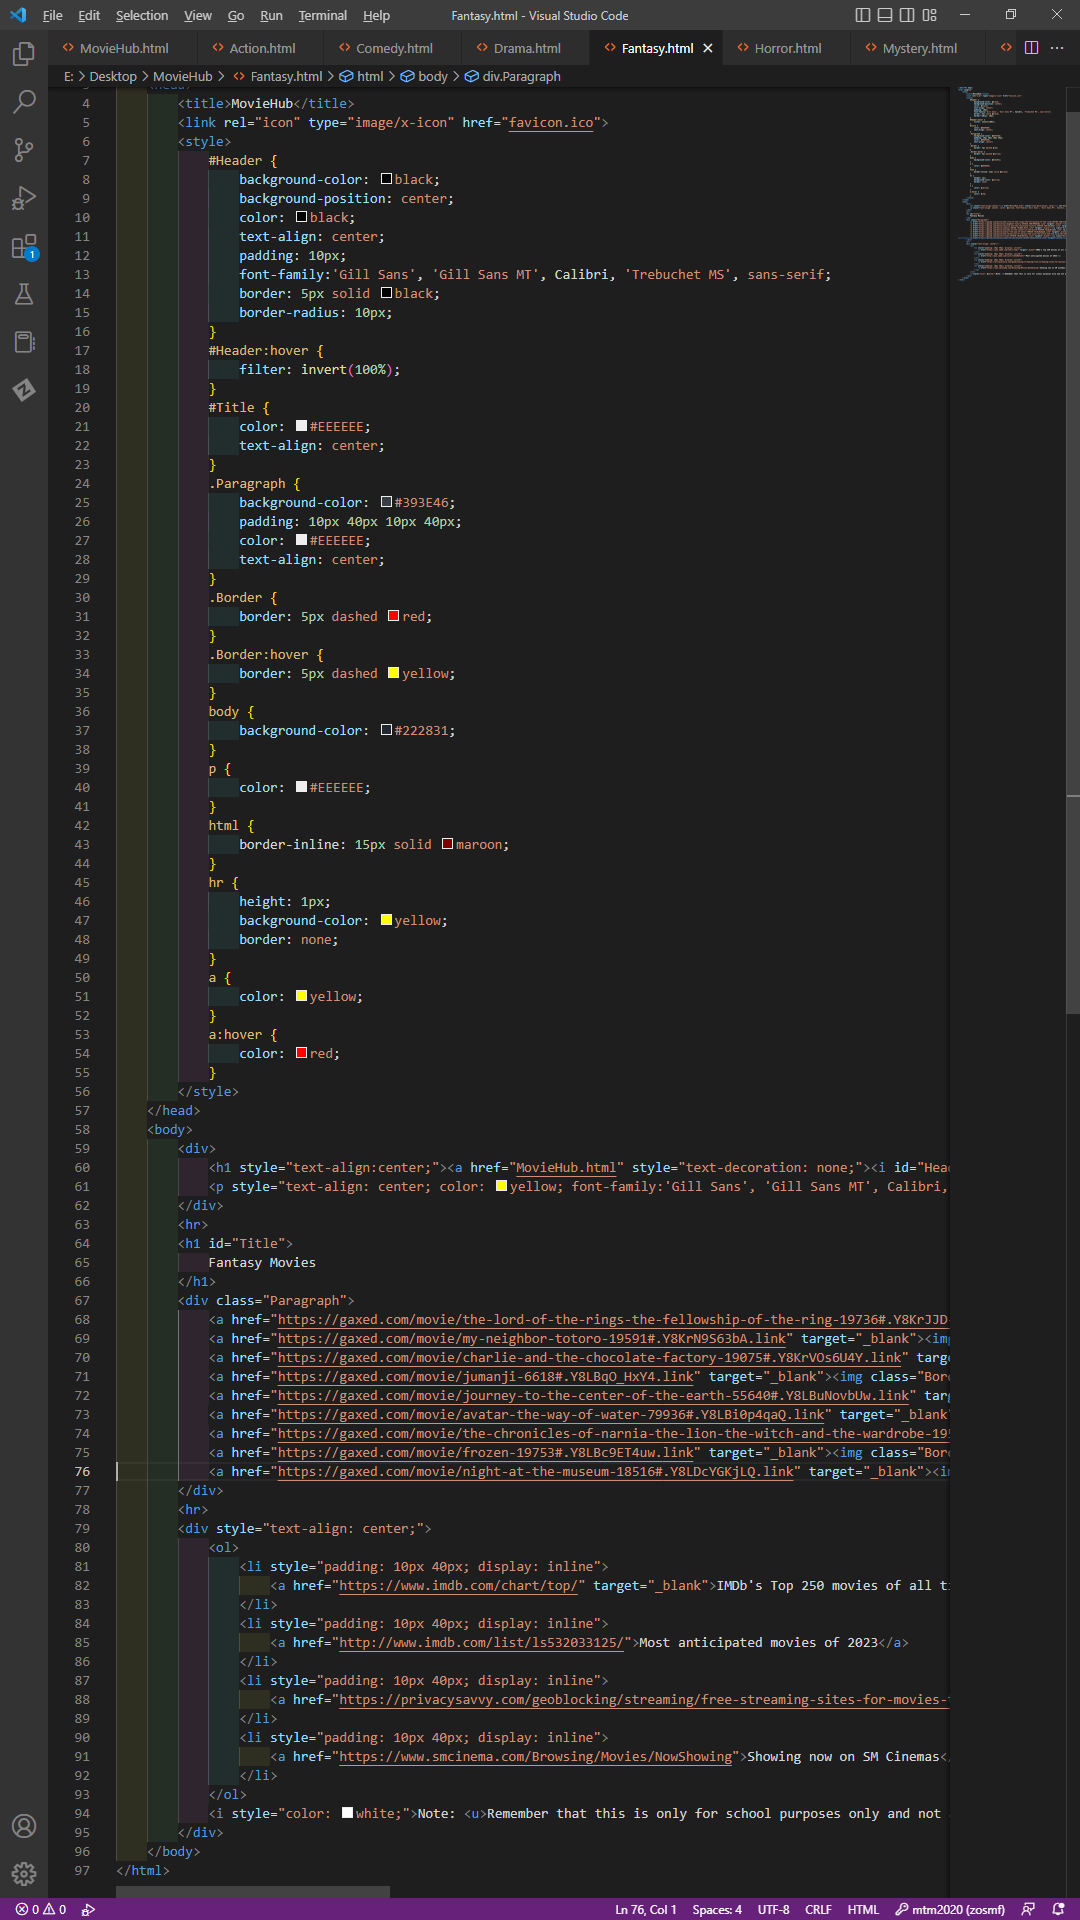 File Edit Selection View Go Run Terminal Help Fantasy.html - Visual Studio Code
MovieHub.html Action.html Comedy.html Drama.html Fantasy.html Horror.html Mystery.html
E: > Desktop > MovieHub > Fantasy.html > html > body > div.Paragraph
4 <title>MovieHub</title>
5 <link rel="icon" type="image/x-icon" href="favicon.ico">
6 <style>
7 #Header {
8 background-color: black;
9 background-position: center;
10 color: black;
11 text-align: center;
12 padding: 10px;
13 font-family:'Gill Sans', 'Gill Sans MT', Calibri, 'Trebuchet MS', sans-serif;
14 border: 5px solid black;
15 border-radius: 10px;
16 }
17 #Header:hover {
18 filter: invert(100%);
19 }
20 #Title {
21 color: #EEEEEE;
22 text-align: center;
23 }
24 .Paragraph {
25 background-color: #393E46;
26 padding: 10px 40px 10px 40px;
27 color: #EEEEEE;
28 text-align: center;
29 }
30 .Border {
31 border: 5px dashed red;
32 }
33 .Border:hover {
34 border: 5px dashed yellow;
35 }
36 body {
37 background-color: #222831;
38 }
39 p {
40 color: #EEEEEE;
41 }
42 html {
43 border-inline: 15px solid maroon;
44 }
45 hr {
46 height: 1px;
47 background-color: yellow;
48 border: none;
49 }
50 a {
51 color: yellow;
52 }
53 a:hover {
54 color: red;
55 }
56 </style>
57 </head>
58 <body>
59 <div>
60 <h1 style="text-align:center;"><a href="MovieHub.html" style="text-decoration: none;"><i id="Hea
61 <p style="text-align: center; color: yellow; font-family:'Gill Sans', 'Gill Sans MT', Calibri,
62 </div>
63 <hr>
64 <h1 id="Title">
65 Fantasy Movies
66 </h1>
67 <div class="Paragraph">
68 <a href="https://gaxed.com/movie/the-lord-of-the-rings-the-fellowship-of-the-ring-19736#.Y8KrJJD
69 <a href="https://gaxed.com/movie/my-neighbor-totoro-19591#.Y8KrN9S63bA.link" target="_blank"><im
70 <a href="https://gaxed.com/movie/charlie-and-the-chocolate-factory-19075#.Y8KrVOs6U4Y.link" targ
71 <a href="https://gaxed.com/movie/jumanji-6618#.Y8LBqO_HxY4.link" target="_blank"><img class="Bor
72 <a href="https://gaxed.com/movie/journey-to-the-center-of-the-earth-55640#.Y8LBuNovbUw.link" tar
73 <a href="https://gaxed.com/movie/avatar-the-way-of-water-79936#.Y8LBi0p4qaQ.link" target="_blank"
74 <a href="https://gaxed.com/movie/the-chronicles-of-narnia-the-lion-the-witch-and-the-wardrobe-19
75 <a href="https://gaxed.com/movie/frozen-19753#.Y8LBc9ET4uw.link" target="_blank"><img class="Bor
76 <a href="https://gaxed.com/movie/night-at-the-museum-18516#.Y8LDcYGKjLQ.link" target="_blank"><i
77 </div>
78 <hr>
79 <div style="text-align: center;">
80 <ol>
81 <li style="padding: 10px 40px; display: inline">
82 <a href="https://www.imdb.com/chart/top/" target="_blank">IMDb's Top 250 movies of all t
83 </li>
84 <li style="padding: 10px 40px; display: inline">
85 <a href="http://www.imdb.com/list/ls532033125/">Most anticipated movies of 2023</a>
86 </li>
87 <li style="padding: 10px 40px; display: inline">
88 <a href="https://privacysavvy.com/geoblocking/streaming/free-streaming-sites-for-movies-
89 </li>
90 <li style="padding: 10px 40px; display: inline">
91 <a href="https://www.smcinema.com/Browsing/Movies/NowShowing">Showing now on SM Cinemas<
92 </li>
93 </ol>
94 <i style="color: white;">Note: <u>Remember that this is only for school purposes only and not
95 </div>
96 </body>
97 </html>
1
0 0 Ln 76, Col 1 Spaces: 4 UTF-8 CRLF HTML mtm2020 (zosmf)